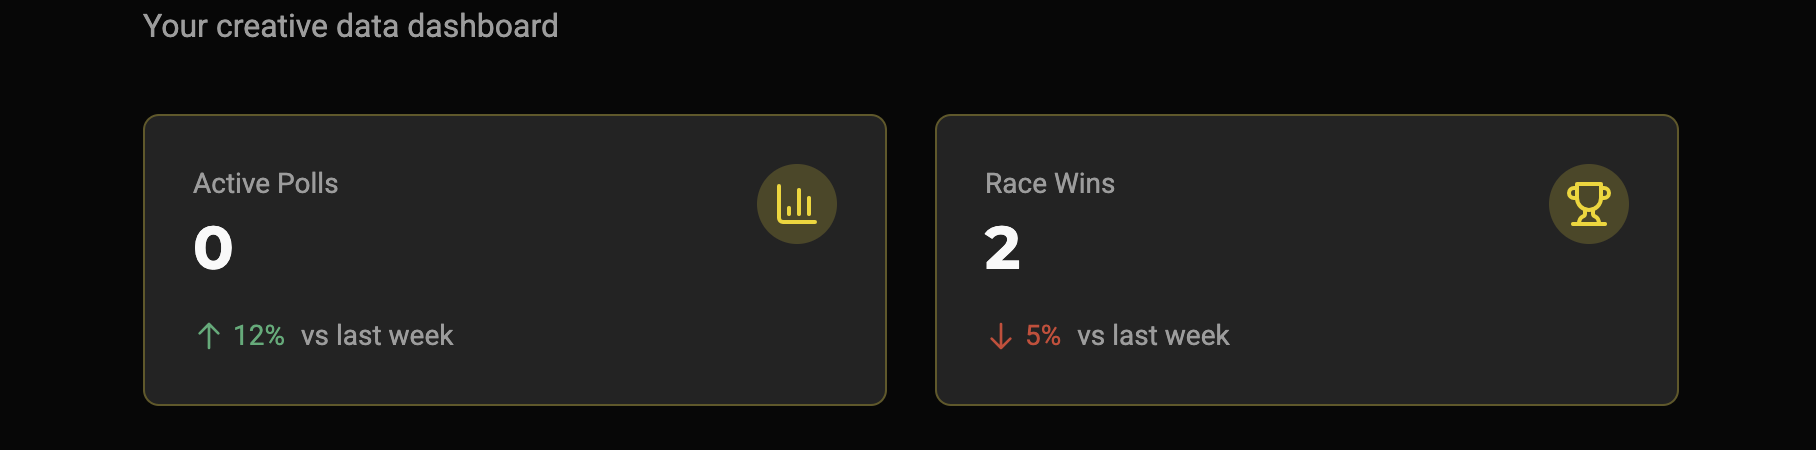 Your creative data dashboard
Active Polls
0
↑ 12% vs last week
Race Wins
2
↓ 5% vs last week